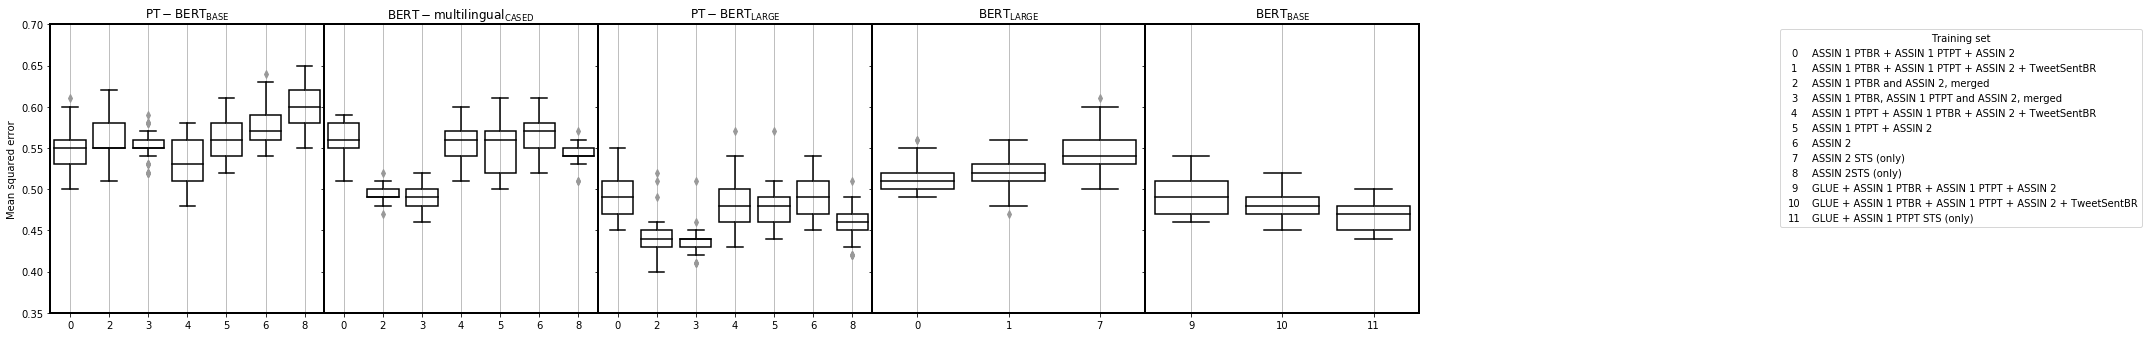 PT−BERT_BASE
BERT−multilingual_CASED
PT−BERT_LARGE
BERT_LARGE
BERT_BASE
Mean squared error
0.70
0.65
0.60
0.55
0.50
0.45
0.40
0.35
0 2 3 4 5 6 8
0 2 3 4 5 6 8
0 2 3 4 5 6 8
0 1 7
9 10 11
Training set
0 ASSIN 1 PTBR + ASSIN 1 PTPT + ASSIN 2
1 ASSIN 1 PTBR + ASSIN 1 PTPT + ASSIN 2 + TweetSentBR
2 ASSIN 1 PTBR and ASSIN 2, merged
3 ASSIN 1 PTBR, ASSIN 1 PTPT and ASSIN 2, merged
4 ASSIN 1 PTPT + ASSIN 1 PTBR + ASSIN 2 + TweetSentBR
5 ASSIN 1 PTPT + ASSIN 2
6 ASSIN 2
7 ASSIN 2 STS (only)
8 ASSIN 2STS (only)
9 GLUE + ASSIN 1 PTBR + ASSIN 1 PTPT + ASSIN 2
10 GLUE + ASSIN 1 PTBR + ASSIN 1 PTPT + ASSIN 2 + TweetSentBR
11 GLUE + ASSIN 1 PTPT STS (only)